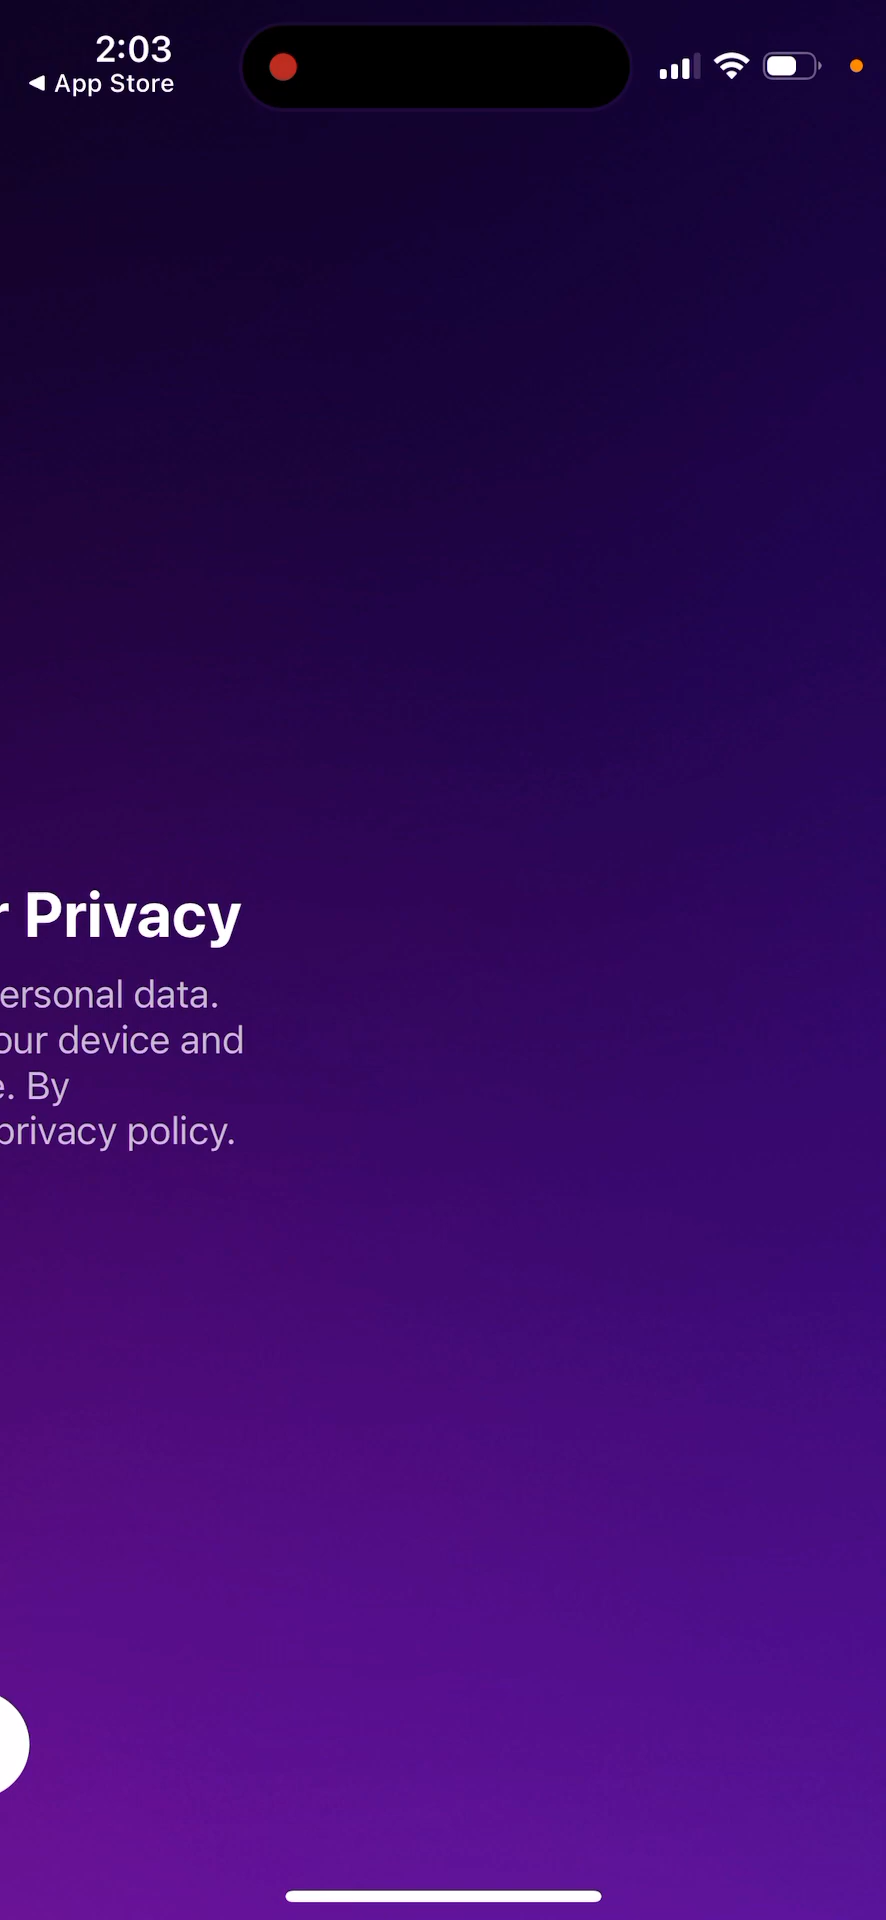 2:03
◀ App Store
r Privacy
ersonal data.
our device and
e. By
privacy policy.